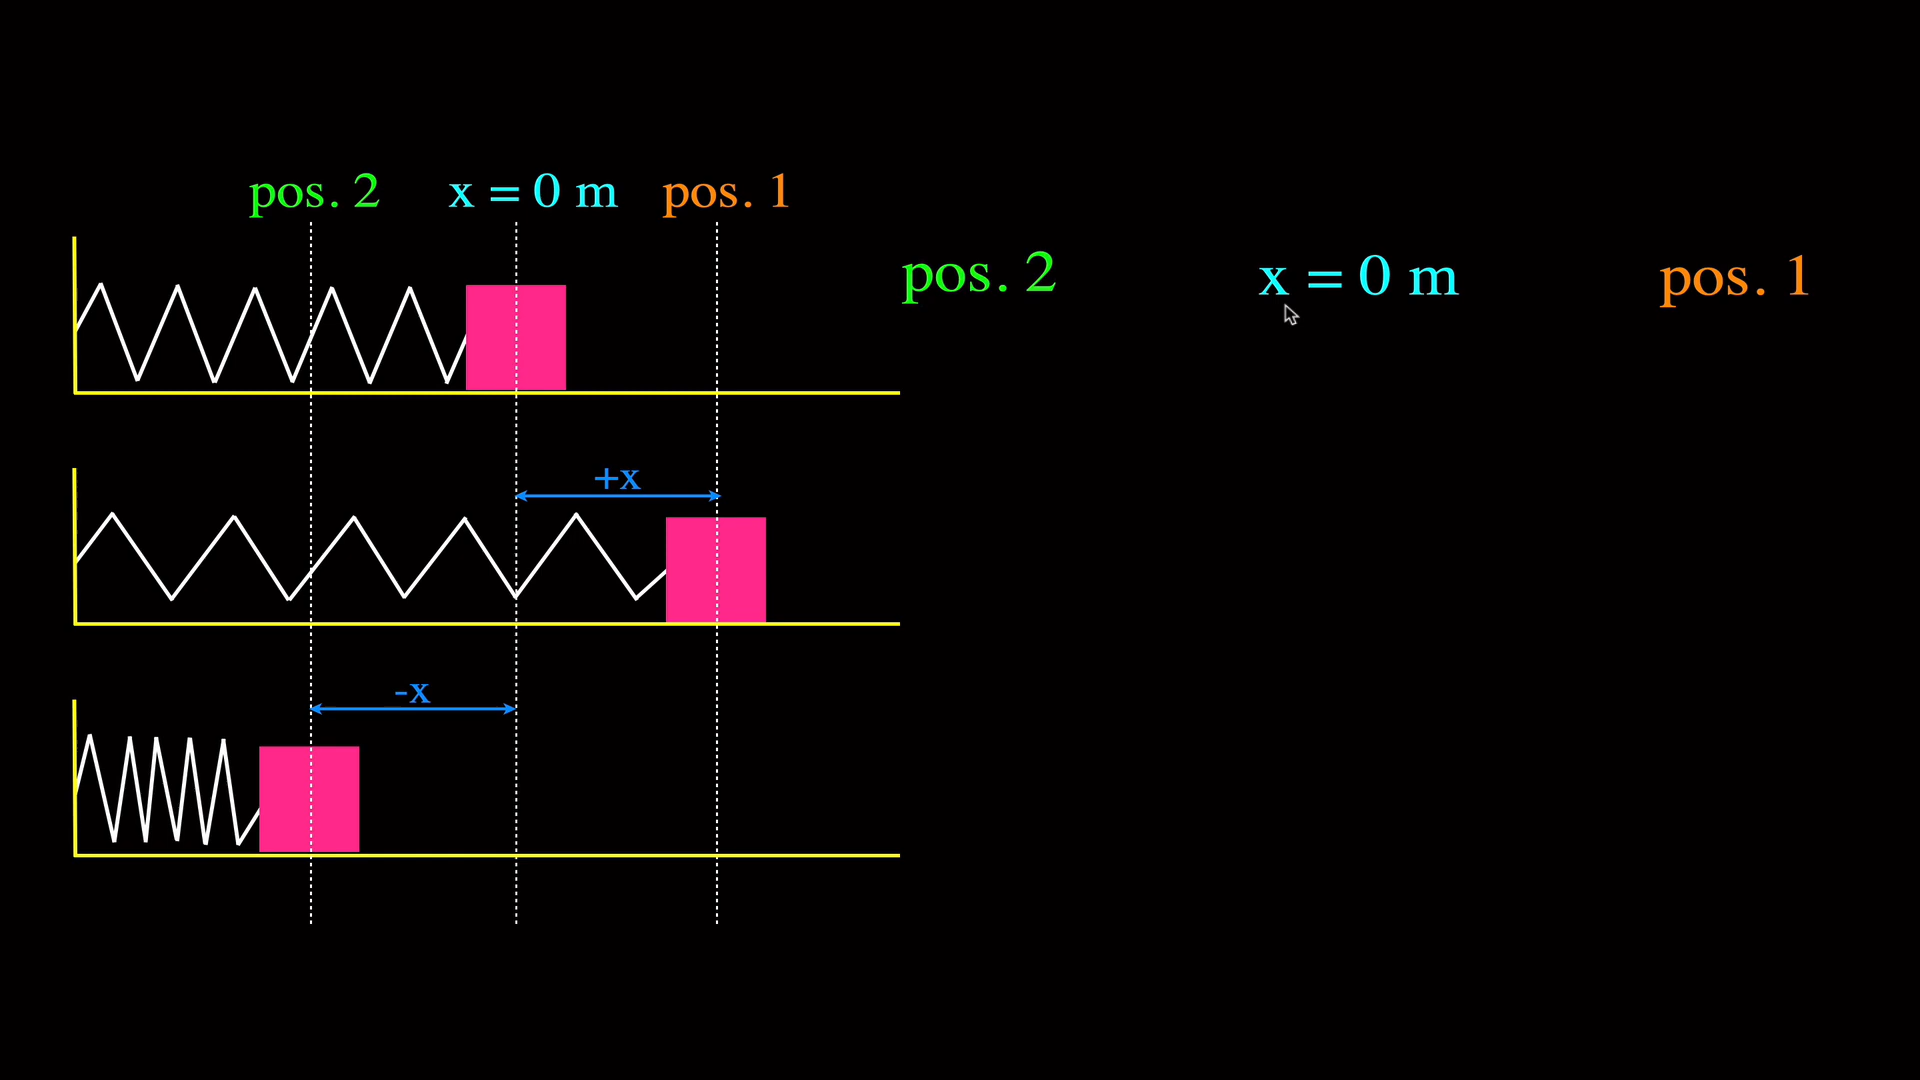 pos. 2 x = 0 m pos. 1
pos. 2 x = 0 m pos. 1
+x
-x